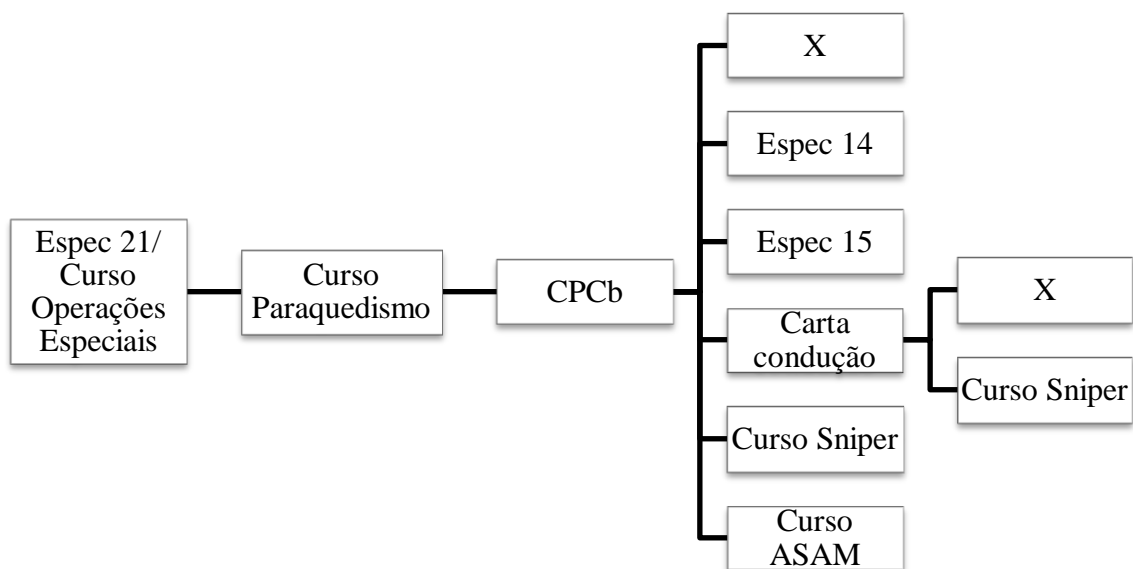 Espec 21/
Curso
Operações
Especiais
Curso
Paraquedismo
CPCb
X
Espec 14
Espec 15
Carta
condução
Curso Sniper
Curso
ASAM
X
Curso Sniper